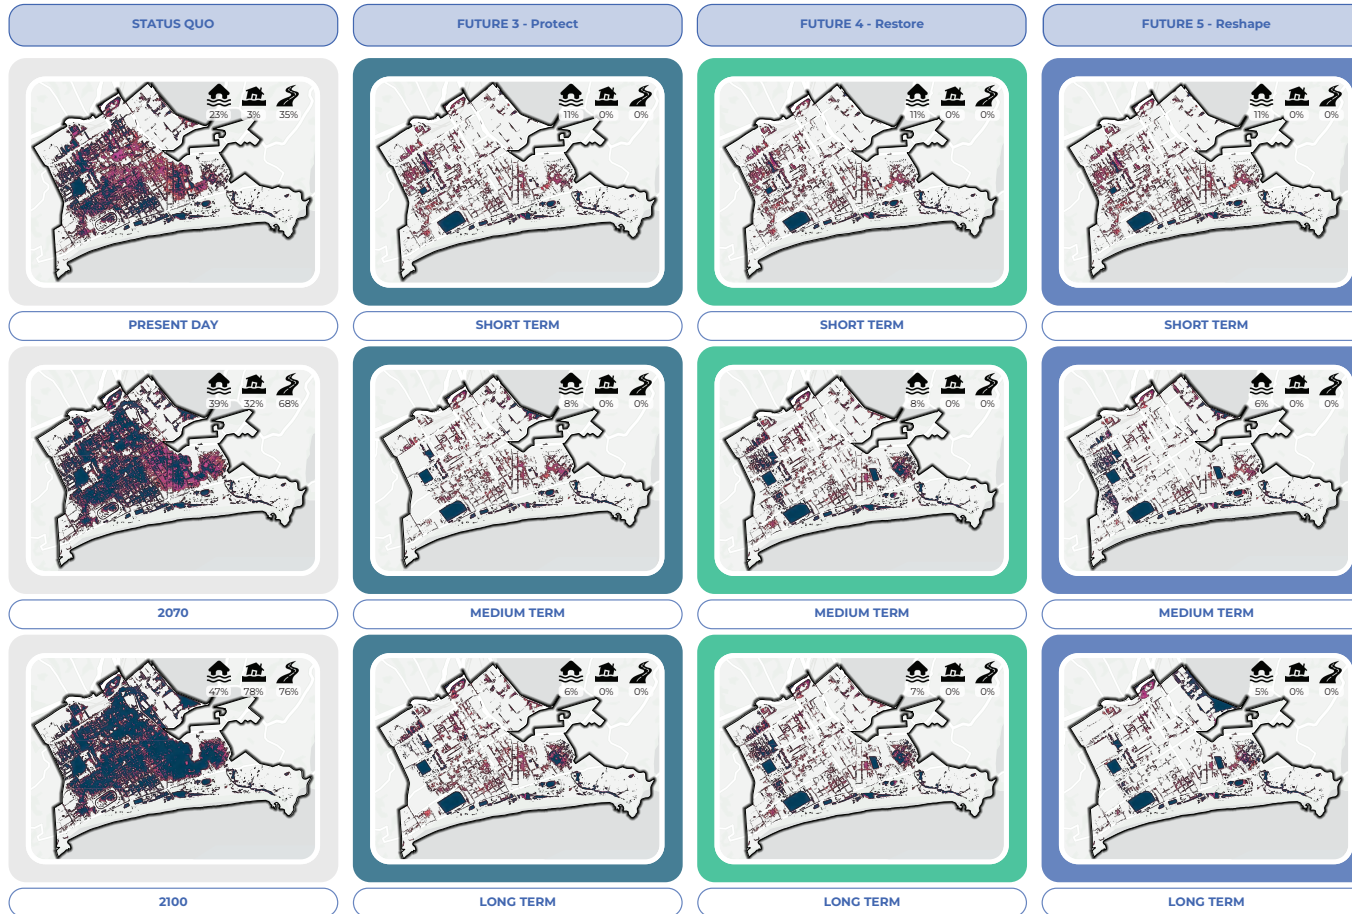 STATUS QUO
FUTURE 3 - Protect
FUTURE 4 - Restore
FUTURE 5 - Reshape
23% 3% 35%
11% 0% 0%
11% 0% 0%
11% 0% 0%
PRESENT DAY
SHORT TERM
SHORT TERM
SHORT TERM
39% 32% 68%
8% 0% 0%
8% 0% 0%
6% 0% 0%
2070
MEDIUM TERM
MEDIUM TERM
MEDIUM TERM
47% 78% 76%
6% 0% 0%
7% 0% 0%
5% 0% 0%
2100
LONG TERM
LONG TERM
LONG TERM